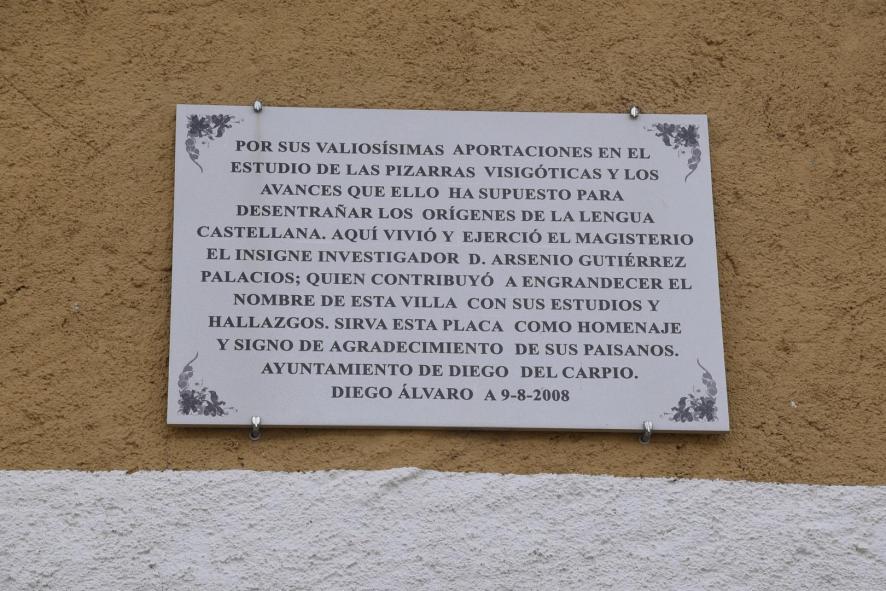 POR SUS VALIOSÍSIMAS APORTACIONES EN EL
ESTUDIO DE LAS PIZARRAS VISIGÓTICAS Y LOS
AVANCES QUE ELLO HA SUPUESTO PARA
DESENTRAÑAR LOS ORÍGENES DE LA LENGUA
CASTELLANA. AQUÍ VIVIÓ Y EJERCIÓ EL MAGISTERIO
EL INSIGNE INVESTIGADOR D. ARSENIO GUTIÉRREZ
PALACIOS; QUIEN CONTRIBUYÓ A ENGRANDECER EL
NOMBRE DE ESTA VILLA CON SUS ESTUDIOS Y
HALLAZGOS. SIRVA ESTA PLACA COMO HOMENAJE
Y SIGNO DE AGRADECIMENTO DE SUS PAISANOS.
AYUNTAMIENTO DE DIEGO DEL CARPIO.
DIEGO ÁLVARO A 9-8-2008